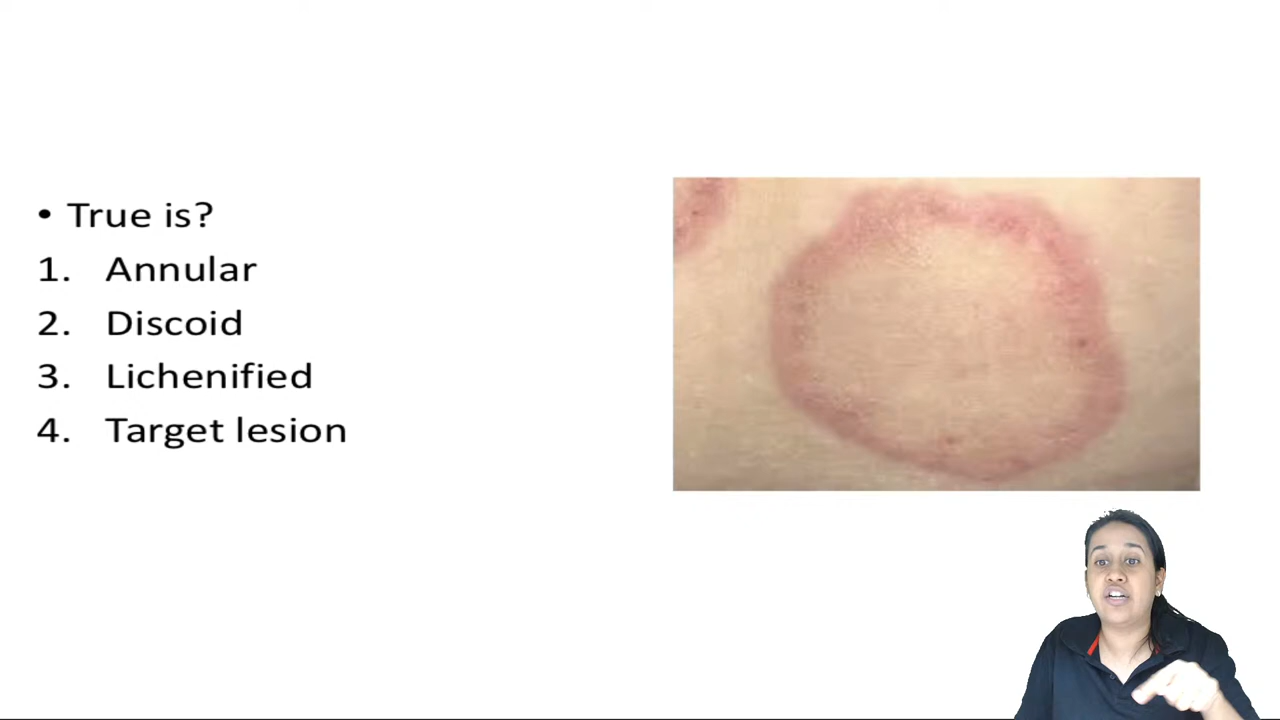 • True is?
1. Annular
2. Discoid
3. Lichenified
4. Target lesion